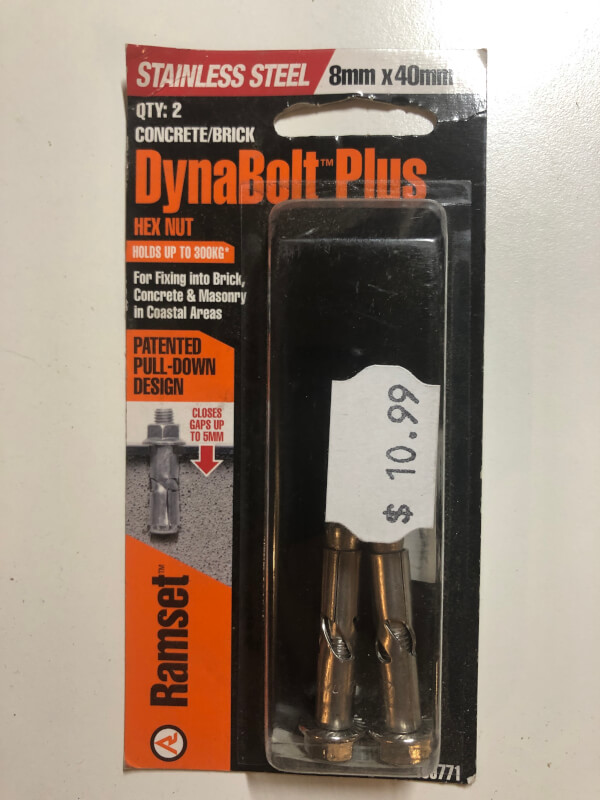 STAINLESS STEEL
8mm x 40mm
QTY: 2
CONCRETE/BRICK
DynaBolt™ Plus
HEX NUT
HOLDS UP TO 300KG*
For Fixing into Brick,
Concrete & Masonry
in Coastal Areas
PATENTED
PULL-DOWN
DESIGN
CLOSES
GAPS UP
TO 5MM
$ 10.99
Ramset™